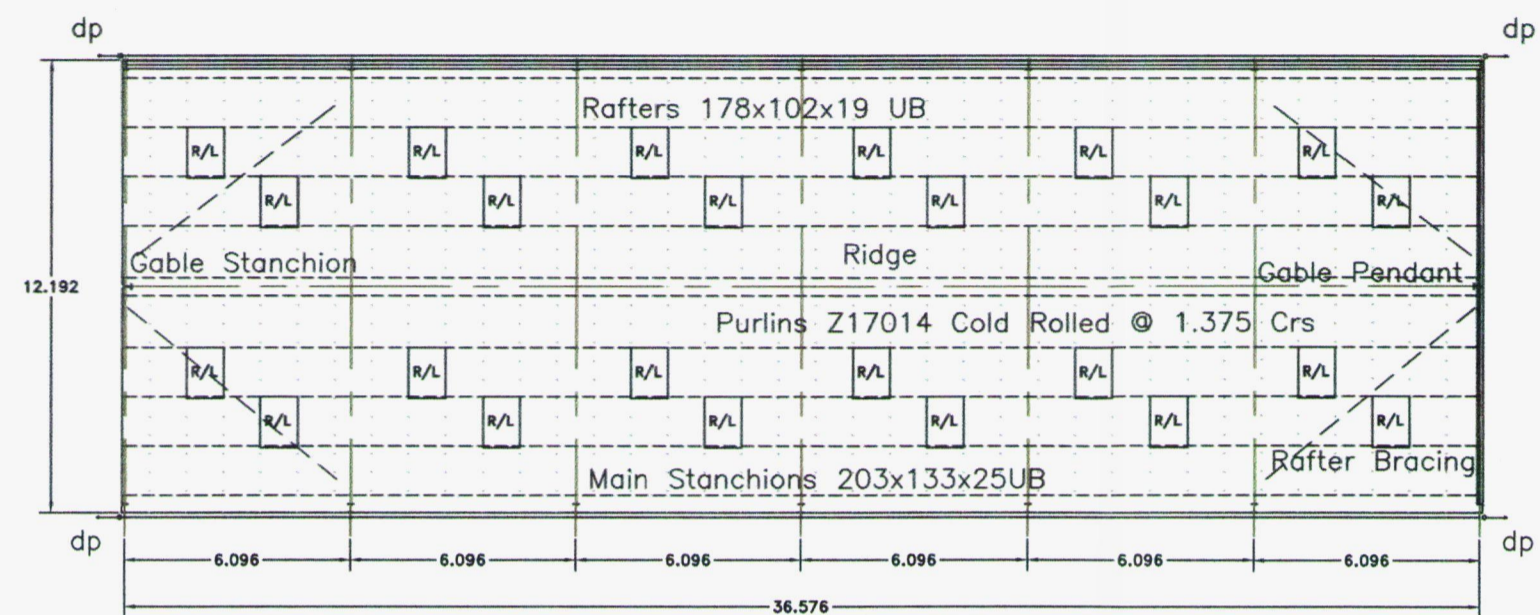 dp
dp
Rafters 178x102x19 UB
R/L R/L R/L R/L R/L R/L
R/L R/L R/L R/L R/L R/L
Ridge
Gable Stanchion
Gable Pendant
12.192
Purlins Z17014 Cold Rolled @ 1.375 Crs
R/L R/L R/L R/L R/L R/L
R/L R/L R/L R/L R/L R/L
Rafter Bracing
Main Stanchions 203x133x25UB
dp
dp
6.096 6.096 6.096 6.096 6.096 6.096
36.576